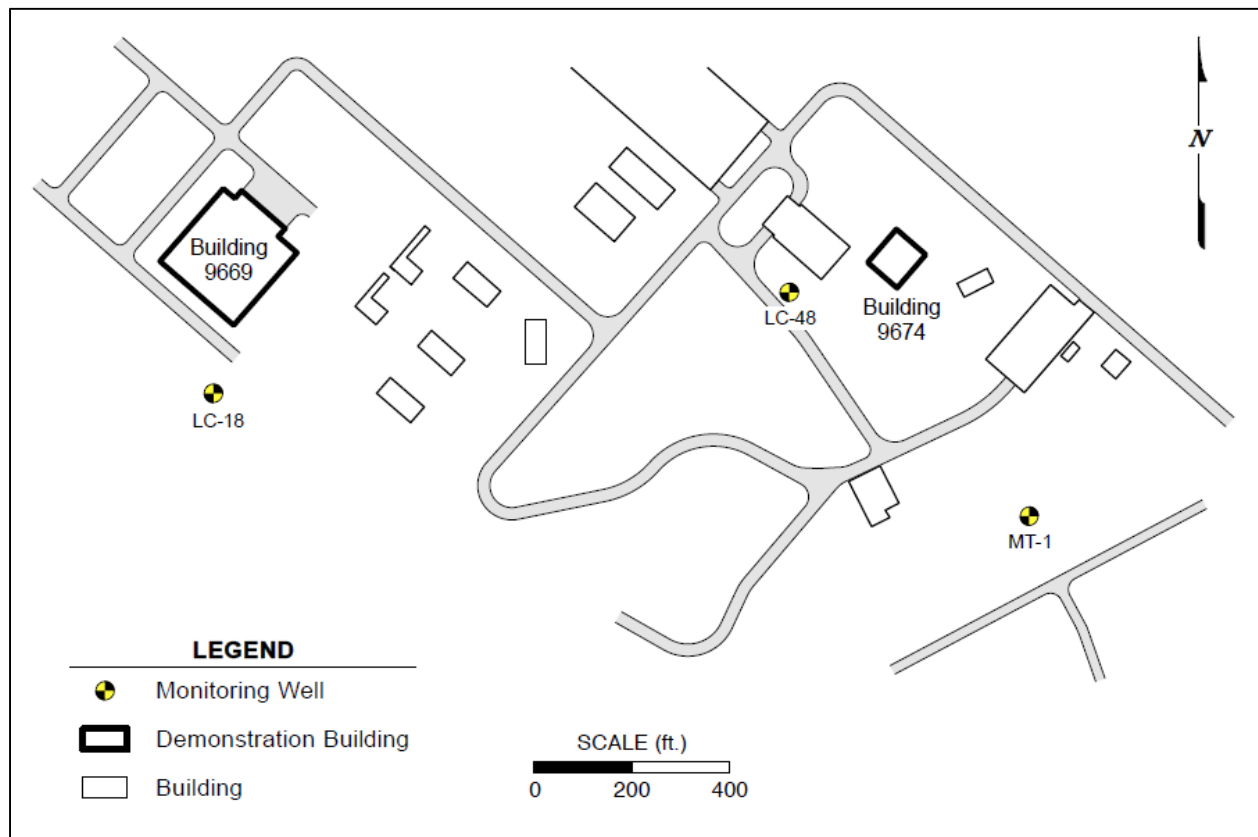 N
Building
9669
LC-48
Building
9674
LC-18
MT-1
LEGEND
Monitoring Well
Demonstration Building
Building
SCALE (ft.)
0 200 400